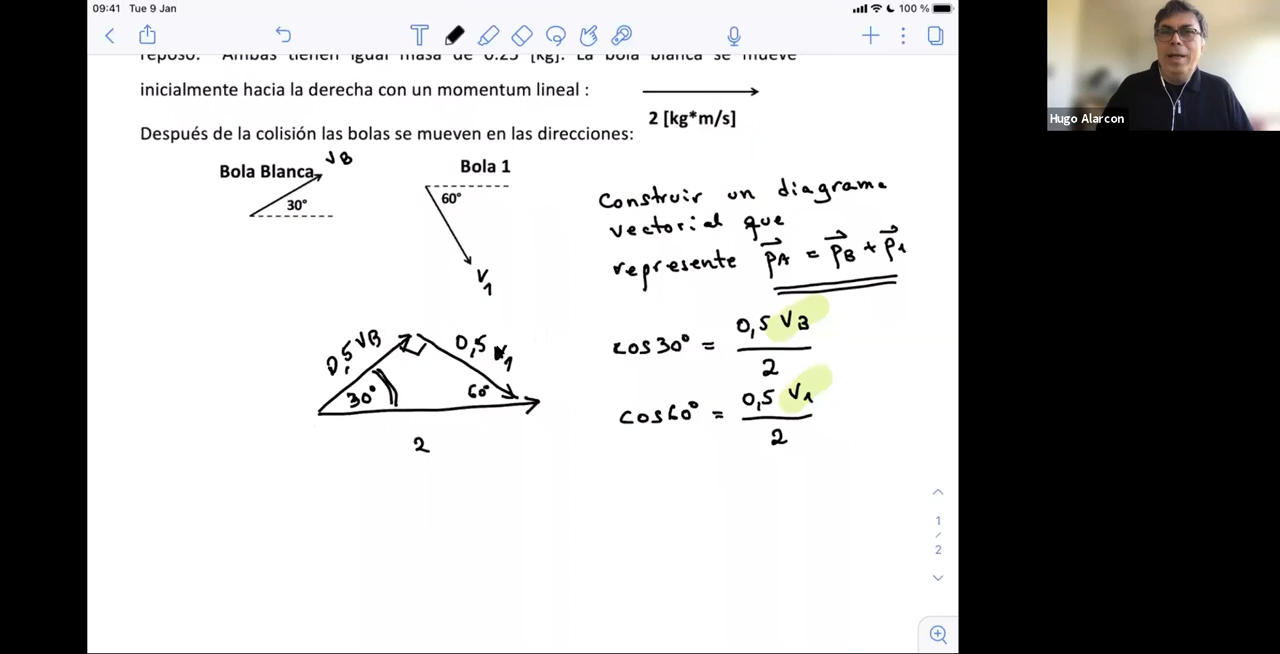 09:41 Tue 9 Jan
100 %
reposo. Ambas tienen igual masa de 0.25 [kg]. La bola blanca se mueve
inicialmente hacia la derecha con un momentum lineal :
2 [kg*m/s]
Después de la colisión las bolas se mueven en las direcciones:
Bola Blanca
VB
30°
Bola 1
60°
V1
Construir un diagrama
vectorial que
represente pA = pB + p1
cos30° = 0,5 VB / 2
cos60° = 0,5 V1 / 2
0,5 VB
0,5 V1
30°
60°
2
1
/
2
Hugo Alarcon